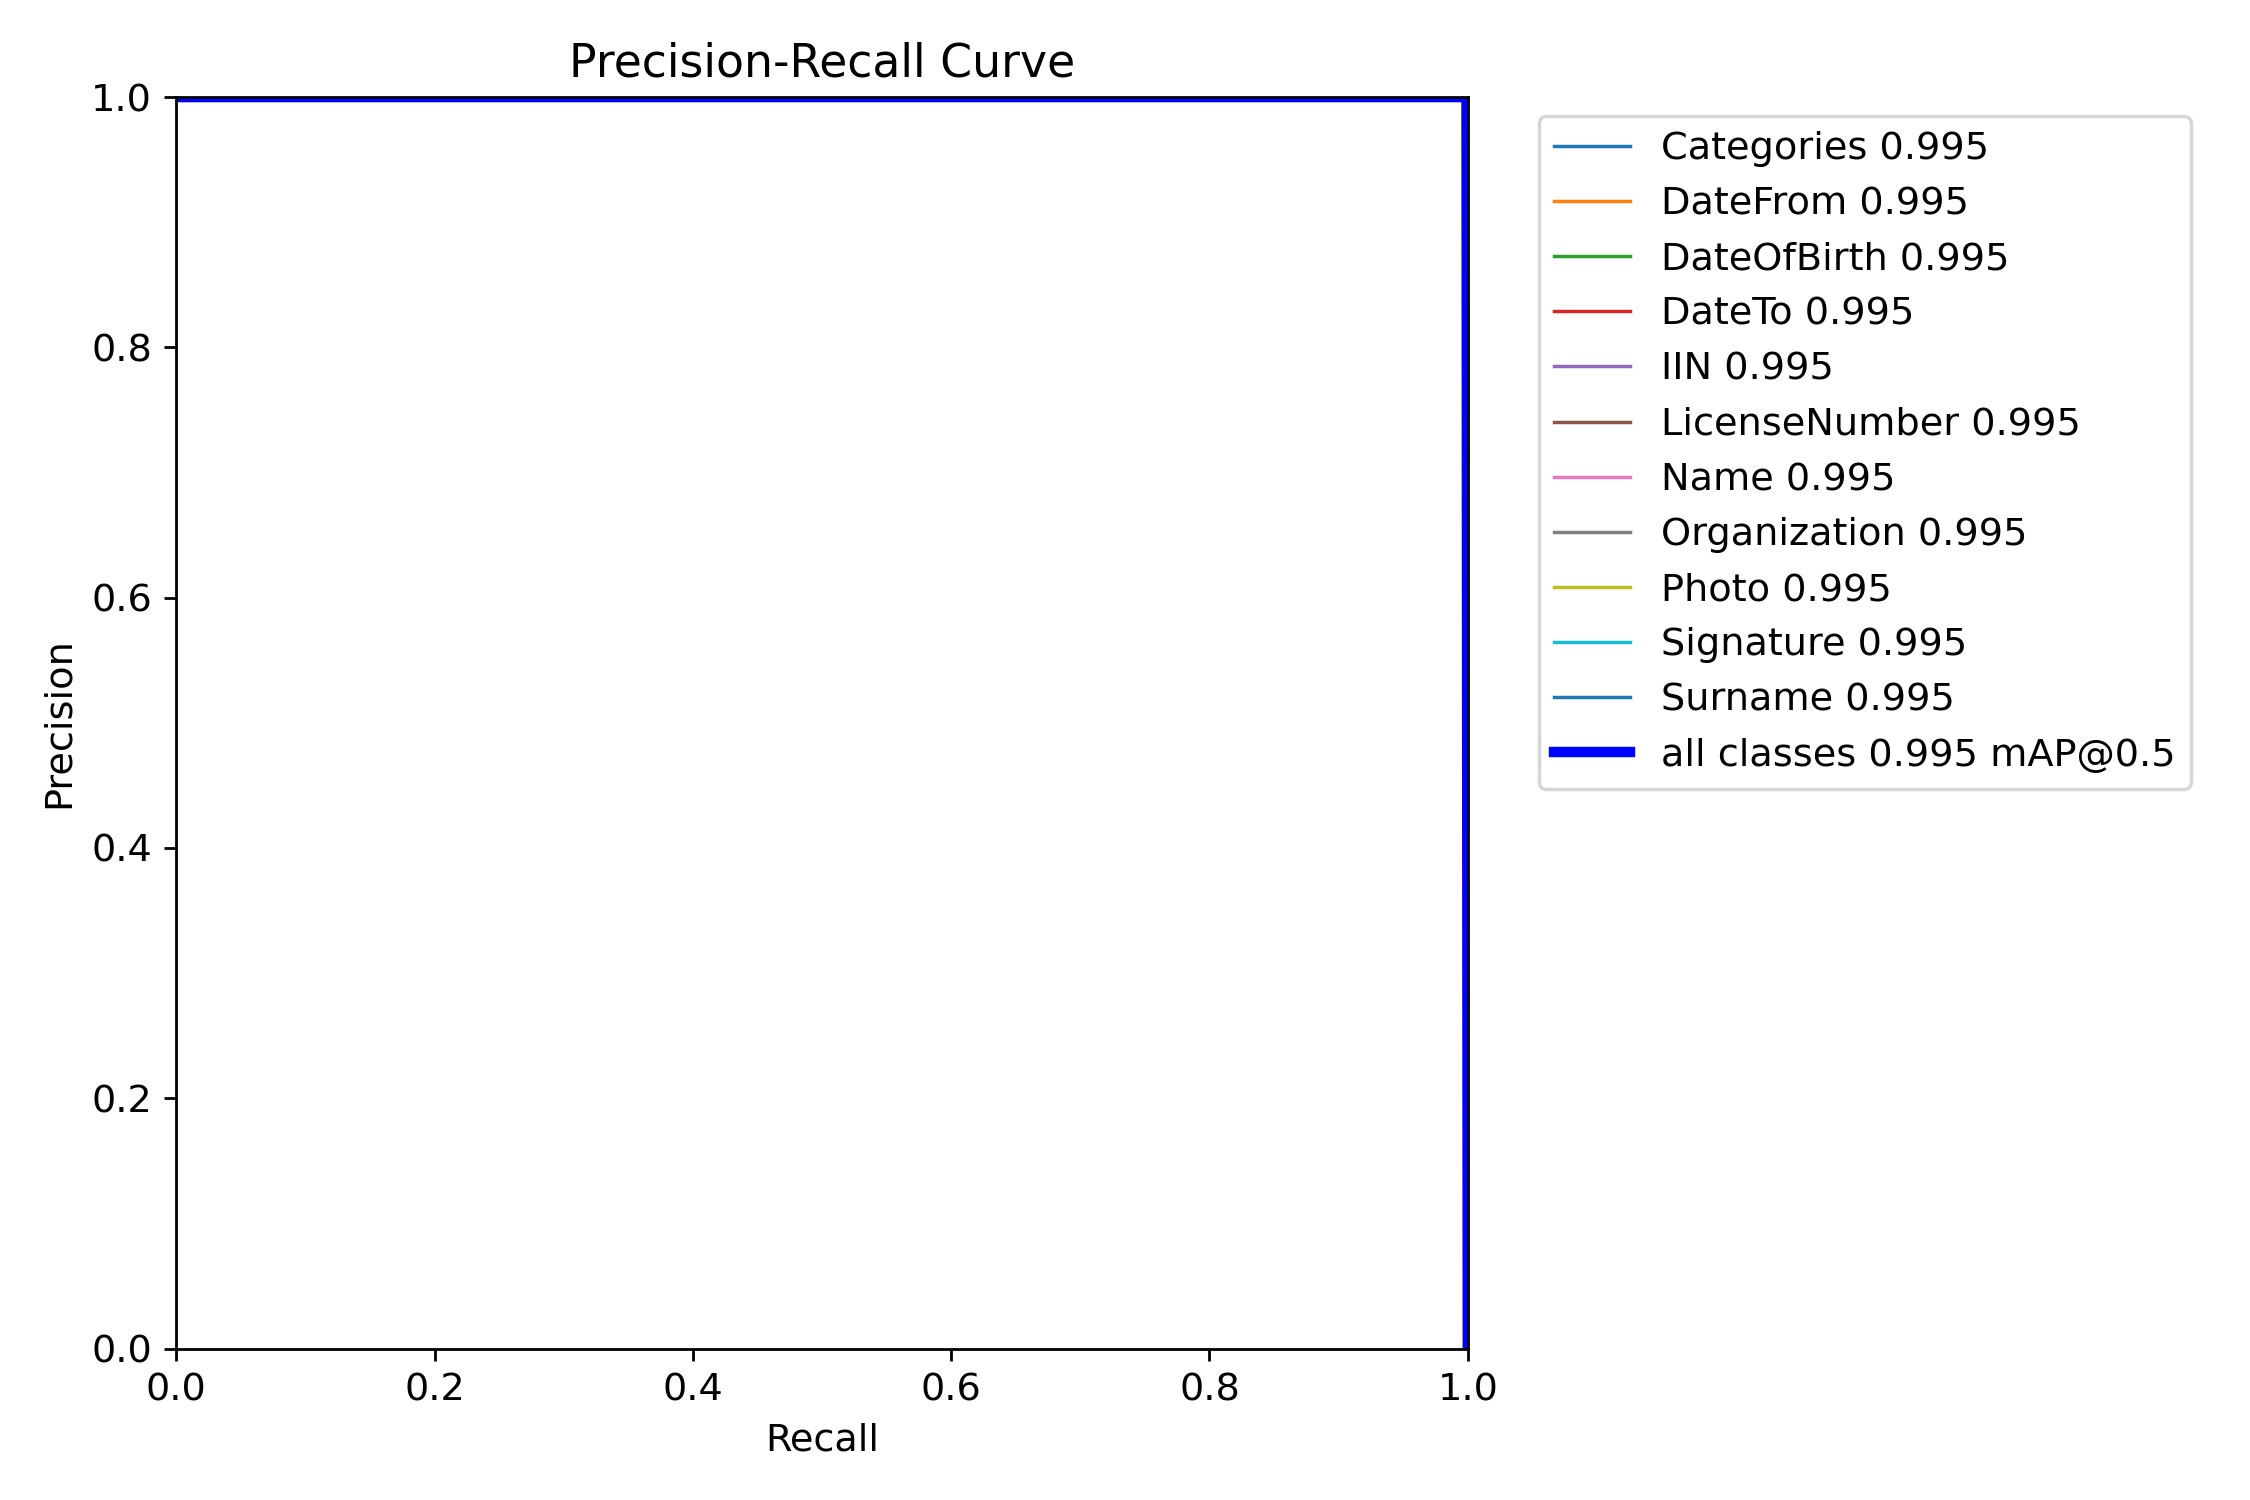 Precision-Recall Curve
1.0
0.8
0.6
0.4
0.2
0.0
Precision
0.0 0.2 0.4 0.6 0.8 1.0
Recall
Categories 0.995
DateFrom 0.995
DateOfBirth 0.995
DateTo 0.995
IIN 0.995
LicenseNumber 0.995
Name 0.995
Organization 0.995
Photo 0.995
Signature 0.995
Surname 0.995
all classes 0.995 mAP@0.5